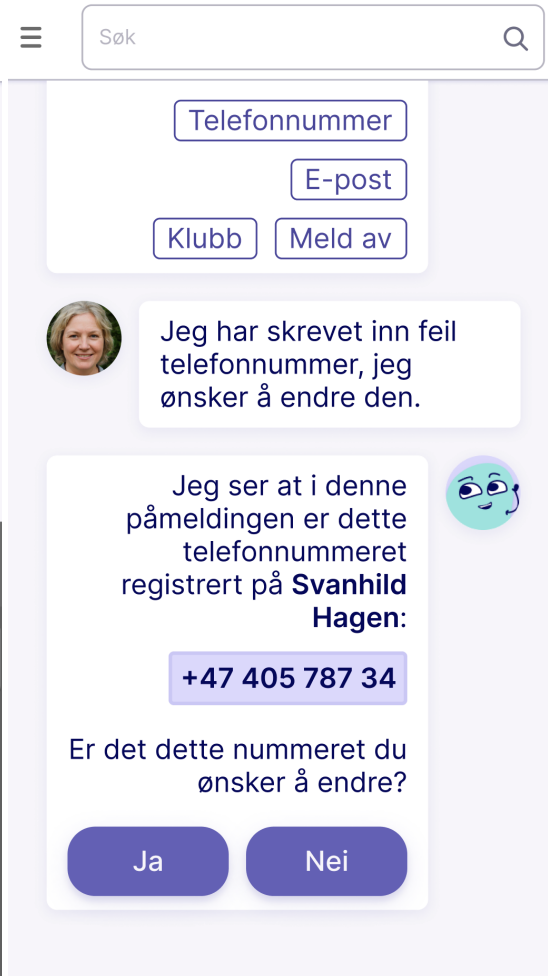 Søk
Telefonnummer
E-post
Klubb Meld av
Jeg har skrevet inn feil
telefonnummer, jeg
ønsker å endre den.
Jeg ser at i denne
påmeldingen er dette
telefonnummeret
registrert på Svanhild
Hagen:
+47 405 787 34
Er det dette nummeret du
ønsker å endre?
Ja Nei